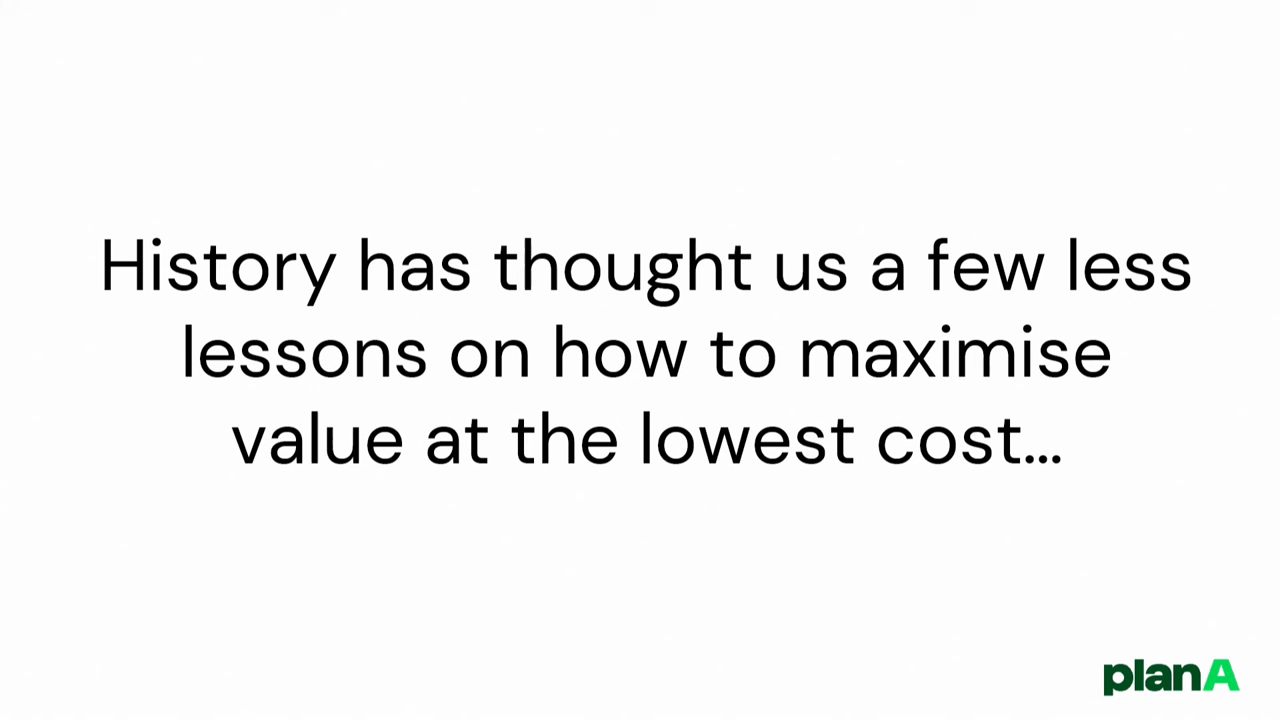 History has thought us a few less
lessons on how to maximise
value at the lowest cost...
planA